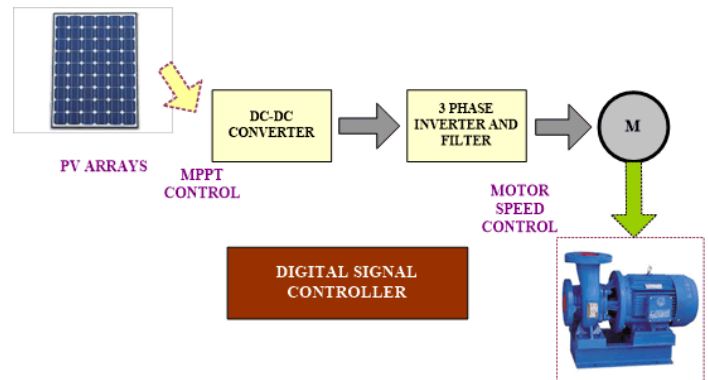 DC-DC
CONVERTER
3 PHASE
INVERTER AND
FILTER
M
PV ARRAYS
MPPT
CONTROL
MOTOR
SPEED
CONTROL
DIGITAL SIGNAL
CONTROLLER